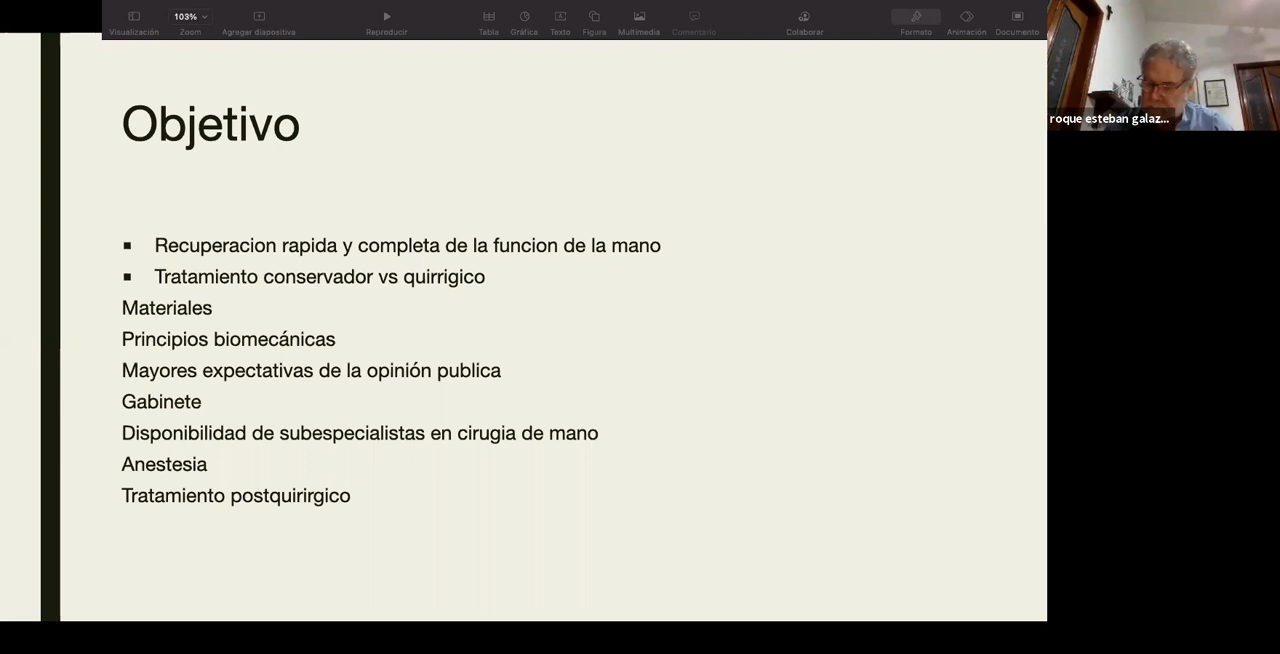 103%
Visualización
Zoom
Agregar diapositiva
Reproducir
Tabla
Gráfica
Texto
Figura
Multimedia
Comentario
Colaborar
Formato
Animación
Documento
roque esteban galaz...
Objetivo
▪ Recuperacion rapida y completa de la funcion de la mano
▪ Tratamiento conservador vs quirrigico
Materiales
Principios biomecánicas
Mayores expectativas de la opinión publica
Gabinete
Disponibilidad de subespecialistas en cirugia de mano
Anestesia
Tratamiento postquirirgico